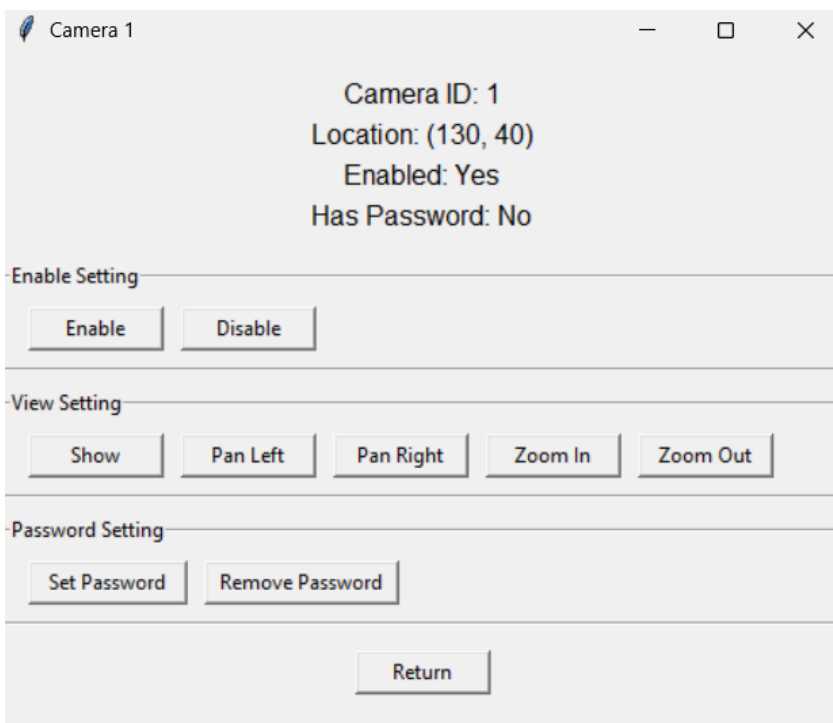 Camera 1
Camera ID: 1
Location: (130, 40)
Enabled: Yes
Has Password: No
Enable Setting
Enable Disable
View Setting
Show Pan Left Pan Right Zoom In Zoom Out
Password Setting
Set Password Remove Password
Return